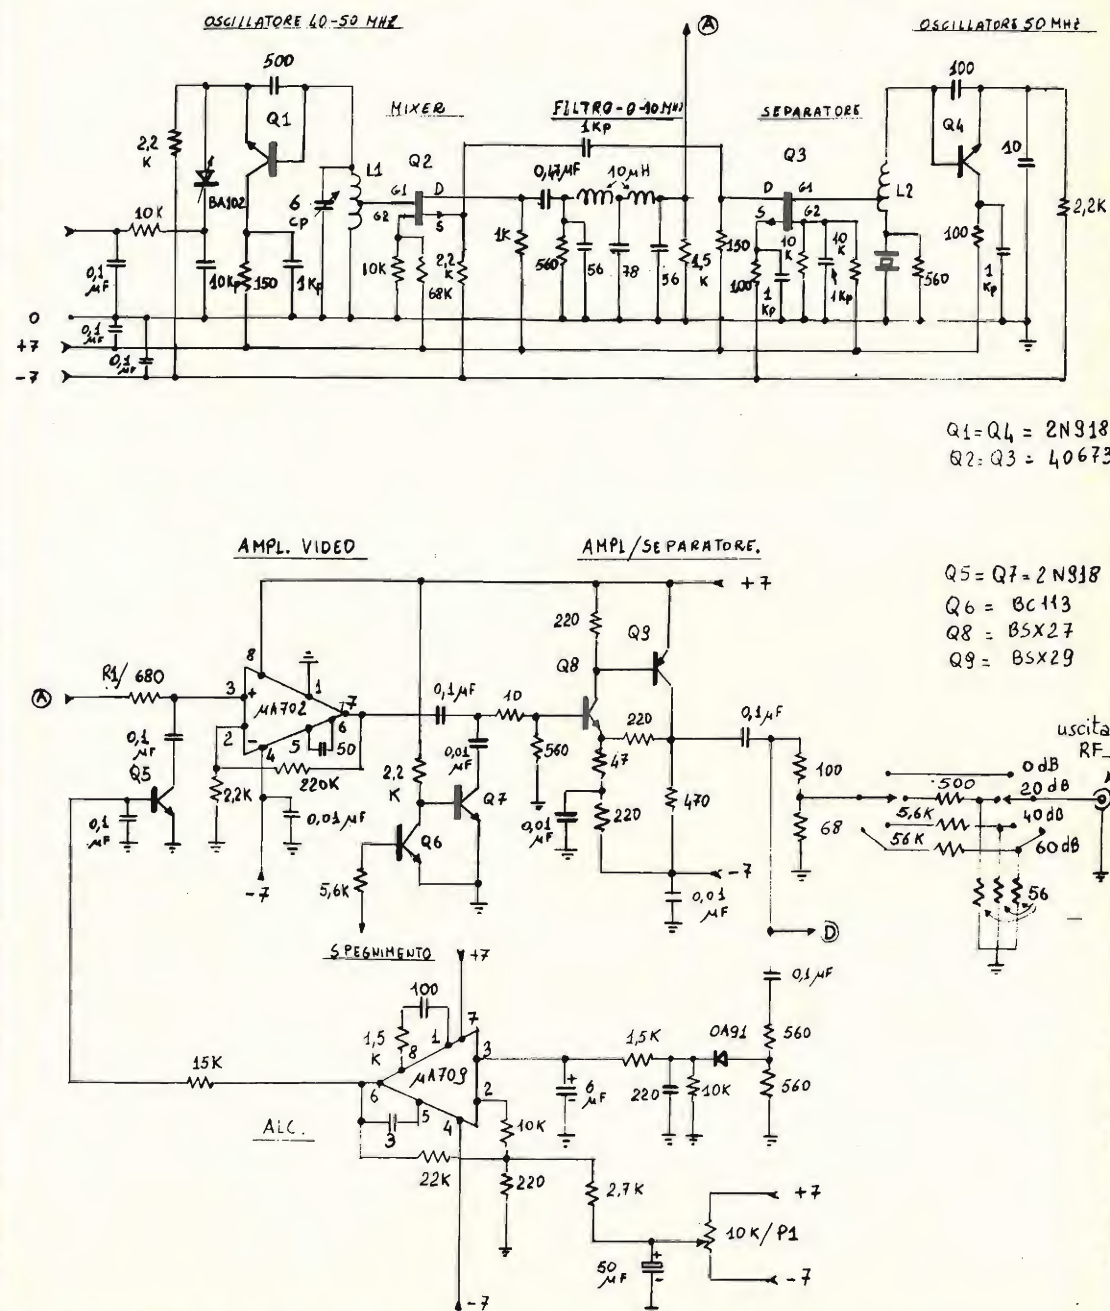 OSCILLATORE 40-50 MHZ
OSCILLATORE 50 MHZ
500
A
100
MIXER
FILTRO-0-10MHz
SEPARATORE
Q1
1Kp
Q4
2,2
K
Q2
Q3
10
0,47µF
10µH
BA102
L1
G1
D
D
G1
L2
6
CP
G2
S
S
G2
2,2K
10K
1K
150
10
K
10
K
100
0,1
µF
10Kp
150
1Kp
10K
68K
2,2
K
560
56
78
56
1,5
K
100
1
Kp
1Kp
560
1
Kp
0
0,1
µF
+7
0,1
µF
-7
Q1=Q4 = 2N918
Q2=Q3 = 40673
AMPL. VIDEO
AMPL/SEPARATORE.
Q5=Q7=2N918
Q6 = BC113
Q8 = BSX27
Q9 = BSX29
+7
220
Q9
Q8
R1/680
8
A
3
+
µA702
1
7
6
2
-
4
5
50
0,1µF
10
0,1µF
uscita
RF
0,1
µF
0,01
µF
560
220
0 dB
Q5
220K
2,2
K
47
100
500
20 dB
2,2K
Q7
470
5,6K
40 dB
0,1
µF
0,01µF
Q6
0,01
µF
220
68
56K
60 dB
-7
5,6K
-7
0,01
µF
56
D
SPEGNIMENTO
+7
0,1µF
100
1,5
K
7
1
8
3
1,5K
OA91
560
15K
µA709
6
2
6
µF
220
10K
560
5
4
ALC.
3
10K
22K
220
2,7K
+7
10K/P1
50
µF
-7
-7